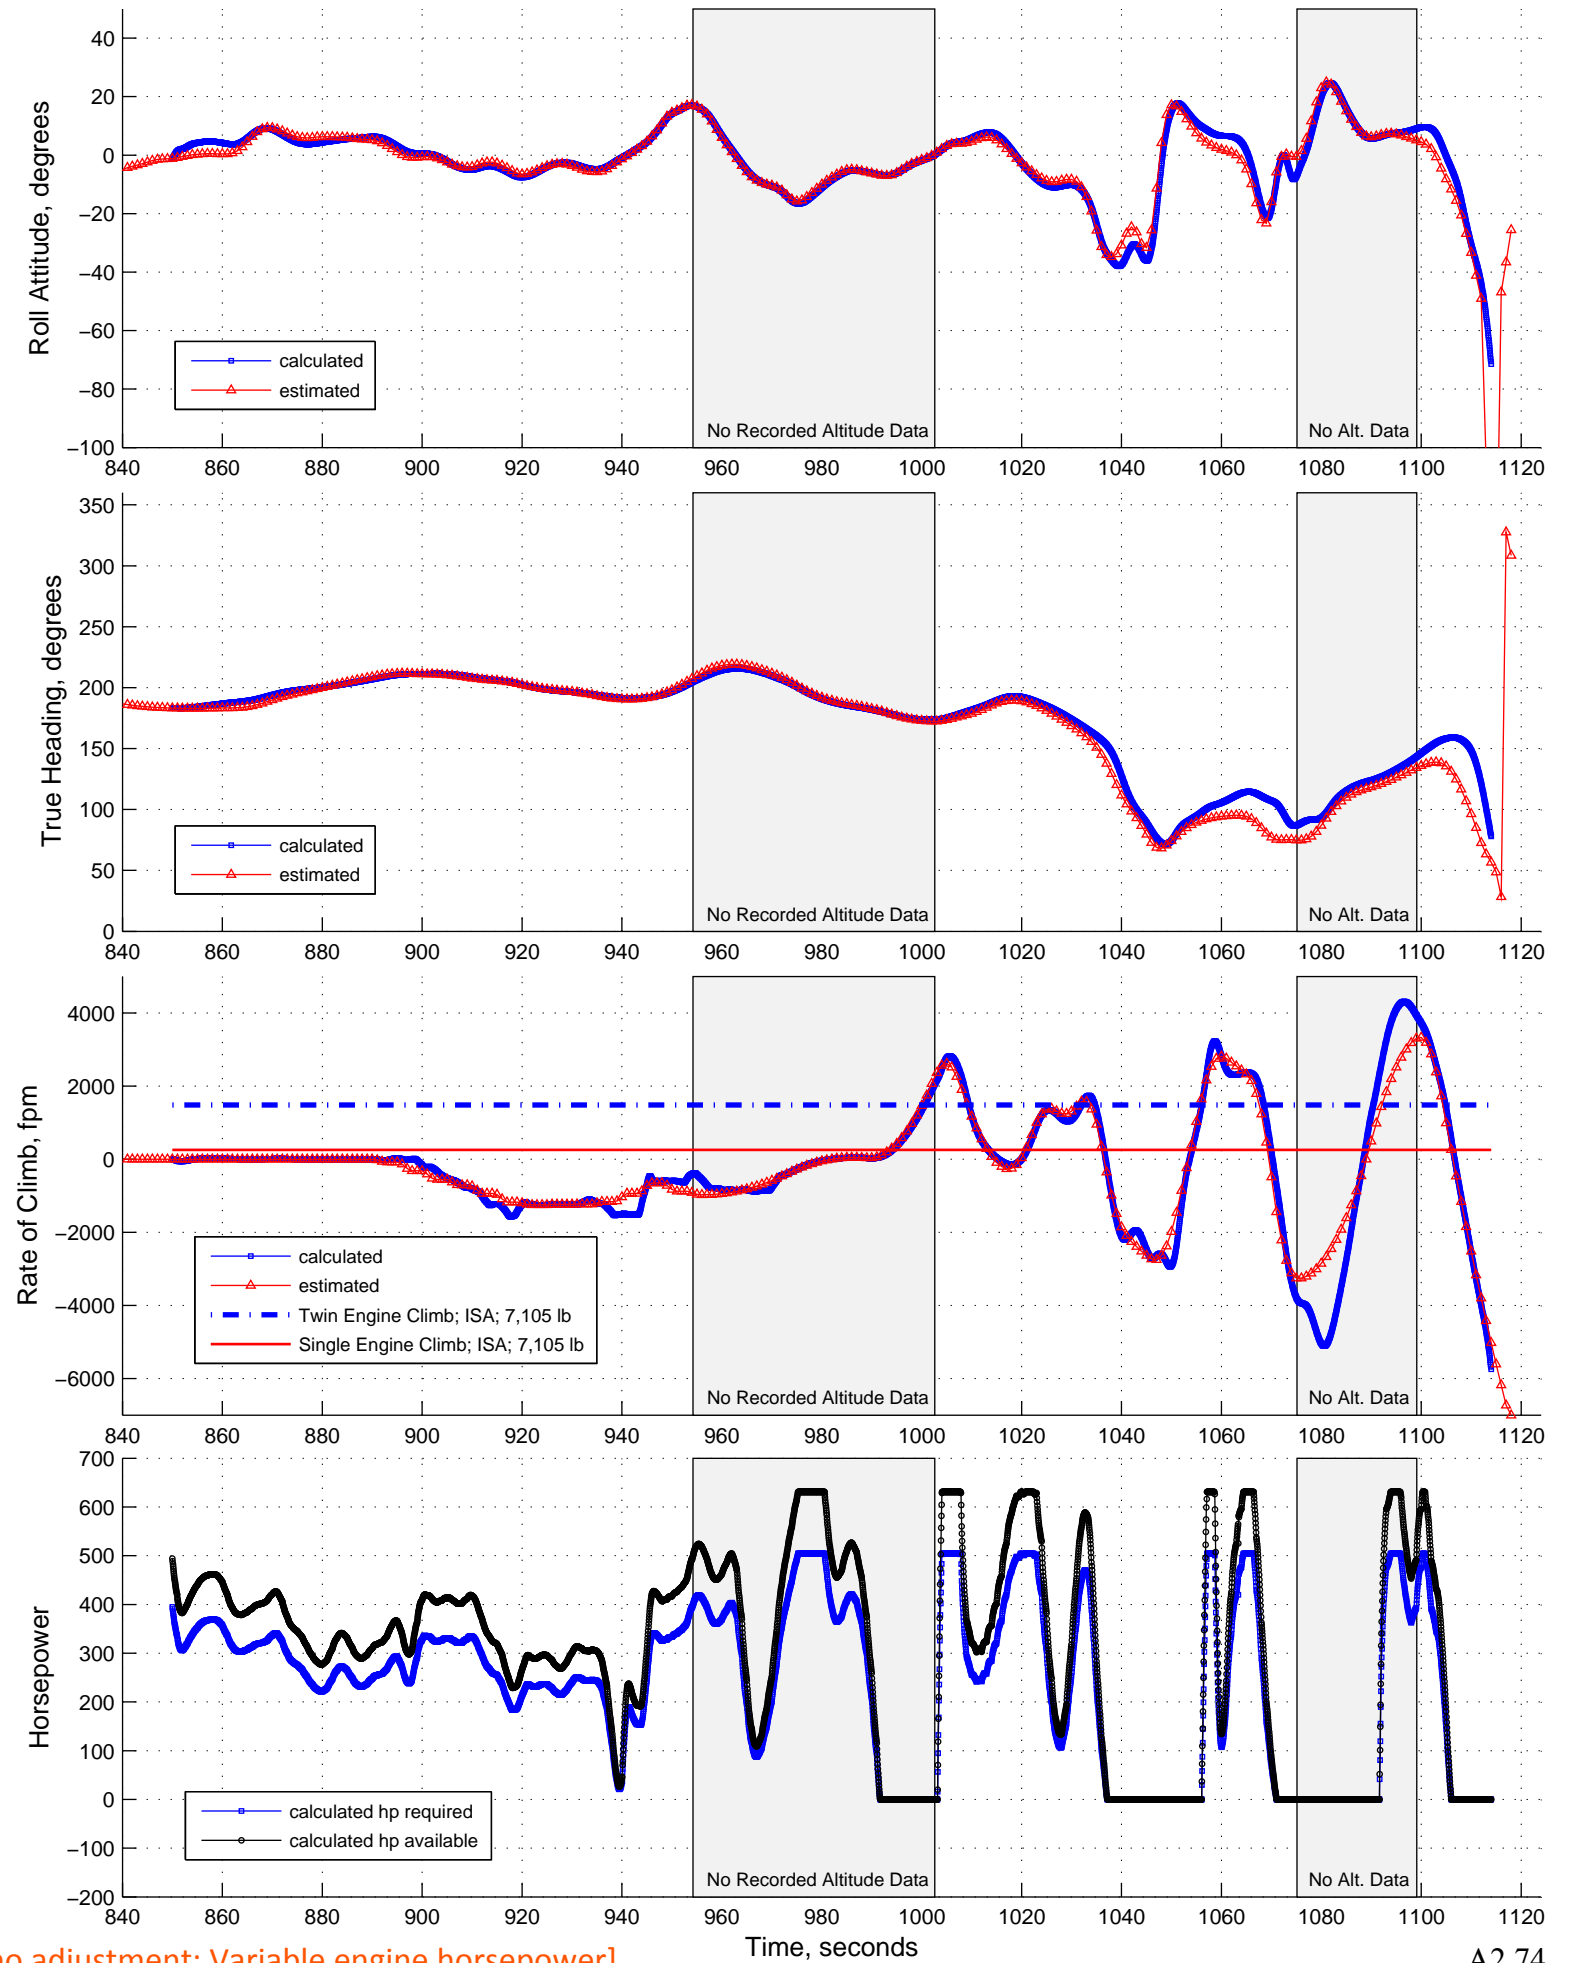 40
20
0
−20
−40
−60
−80
−100
Roll Attitude, degrees
calculated
estimated
No Recorded Altitude Data
No Alt. Data
840 860 880 900 920 940 960 980 1000 1020 1040 1060 1080 1100 1120
350
300
250
200
150
100
50
0
True Heading, degrees
calculated
estimated
No Recorded Altitude Data
No Alt. Data
840 860 880 900 920 940 960 980 1000 1020 1040 1060 1080 1100 1120
4000
2000
0
−2000
−4000
−6000
Rate of Climb, fpm
calculated
estimated
Twin Engine Climb; ISA; 7,105 lb
Single Engine Climb; ISA; 7,105 lb
No Recorded Altitude Data
No Alt. Data
840 860 880 900 920 940 960 980 1000 1020 1040 1060 1080 1100 1120
700
600
500
400
300
200
100
0
−100
−200
Horsepower
calculated hp required
calculated hp available
No Recorded Altitude Data
No Alt. Data
840 860 880 900 920 940 960 980 1000 1020 1040 1060 1080 1100 1120
Time, seconds
no adjustment; Variable engine horsepower]
A2.74